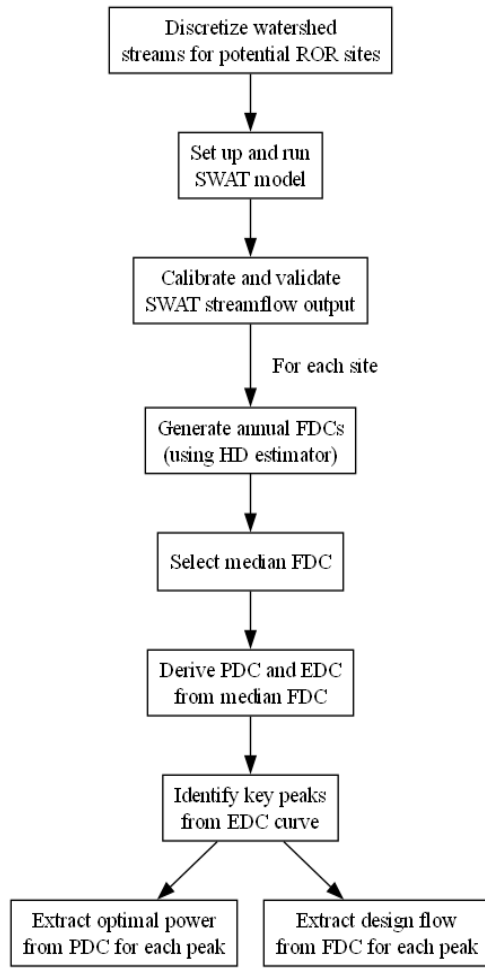 Discretize watershed
streams for potential ROR sites
Set up and run
SWAT model
Calibrate and validate
SWAT streamflow output
For each site
Generate annual FDCs
(using HD estimator)
Select median FDC
Derive PDC and EDC
from median FDC
Identify key peaks
from EDC curve
Extract optimal power
from PDC for each peak
Extract design flow
from FDC for each peak